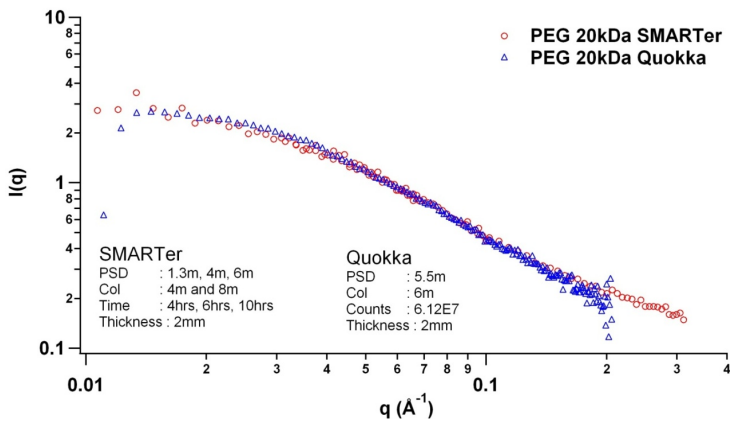 PEG 20kDa SMARTer
PEG 20kDa Quokka
10
8
6
4
2
1
8
6
4
2
0.1
I(q)
SMARTer
PSD : 1.3m, 4m, 6m
Col : 4m and 8m
Time : 4hrs, 6hrs, 10hrs
Thickness : 2mm
Quokka
PSD : 5.5m
Col : 6m
Counts : 6.12E7
Thickness : 2mm
0.01 2 3 4 5 6 7 8 9 0.1 2 3 4
q (Å⁻¹)